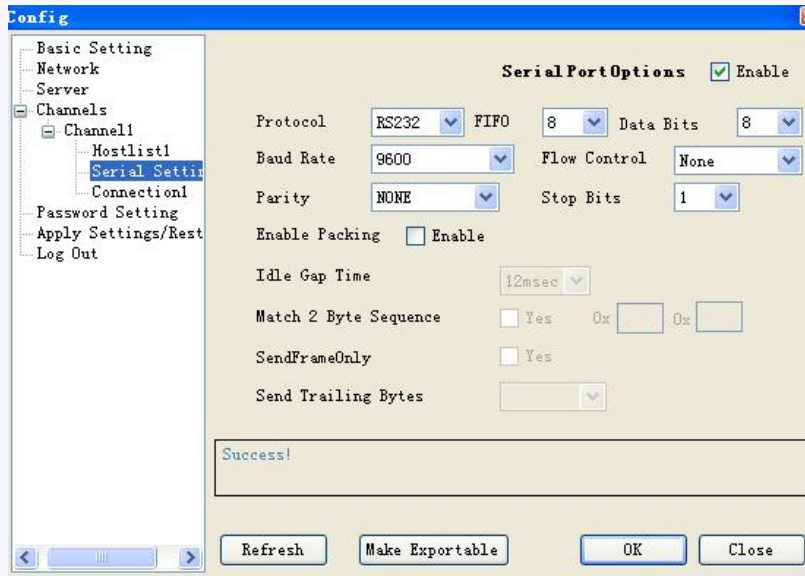 Config
Basic Setting
Network
Server
Channels
Channel1
Hostlist1
Serial Settin
Connection1
Password Setting
Apply Settings/Rest
Log Out
Serial Port Options Enable
Protocol RS232 FIFO 8 Data Bits 8
Baud Rate 9600 Flow Control None
Parity NONE Stop Bits 1
Enable Packing Enable
Idle Gap Time 12msec
Match 2 Byte Sequence Yes 0x 0x
SendFrameOnly Yes
Send Trailing Bytes
Success!
Refresh Make Exportable OK Close